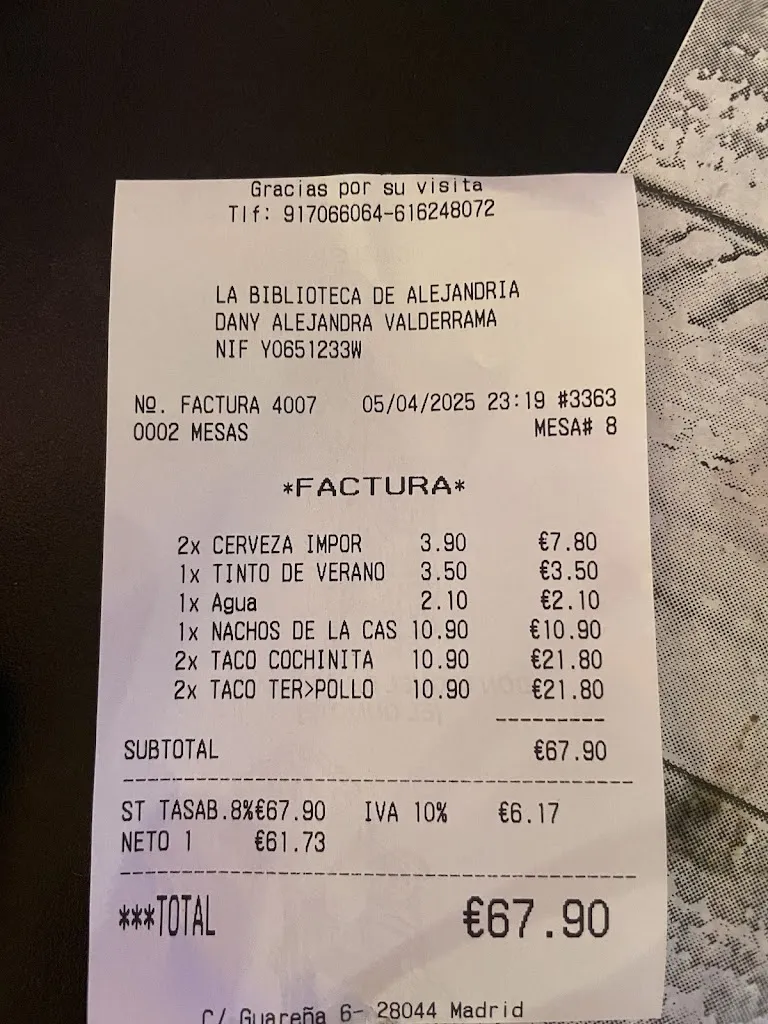 Gracias por su visita
Tlf: 917066064-616248072
LA BIBLIOTECA DE ALEJANDRIA
DANY ALEJANDRA VALDERRAMA
NIF Y0651233W
Nº. FACTURA 4007 05/04/2025 23:19 #3363
0002 MESAS MESA# 8
*FACTURA*
2x CERVEZA IMPOR 3.90 €7.80
1x TINTO DE VERANO 3.50 €3.50
1x Agua 2.10 €2.10
1x NACHOS DE LA CAS 10.90 €10.90
2x TACO COCHINITA 10.90 €21.80
2x TACO TER>POLLO 10.90 €21.80
SUBTOTAL €67.90
ST TASAB.8%€67.90 IVA 10% €6.17
NETO 1 €61.73
***TOTAL €67.90
C/ Guareña 6- 28044 Madrid